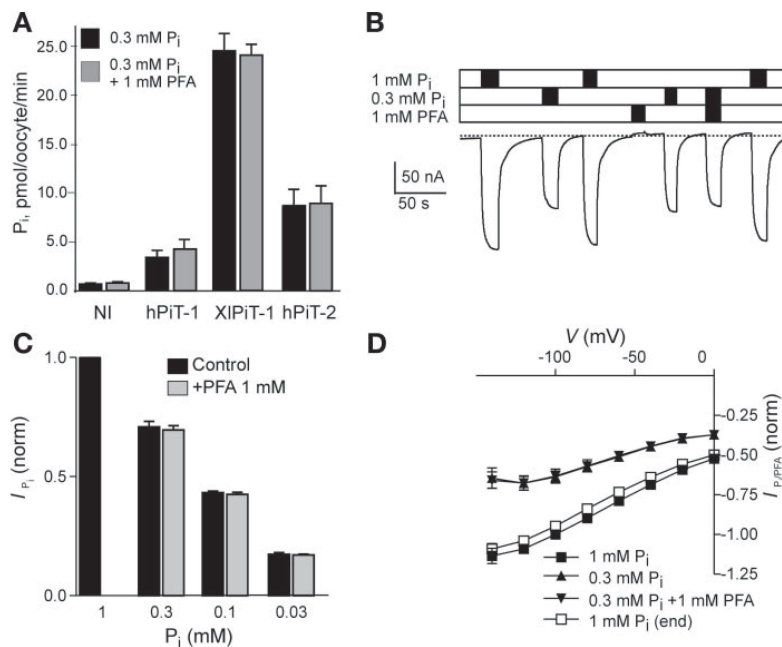 A
0.3 mM Pi
0.3 mM Pi
+ 1 mM PFA
25.0
20.0
15.0
10.0
5.0
0.0
Pi, pmol/oocyte/min
NI hPiT-1 XlPiT-1 hPiT-2
B
1 mM Pi
0.3 mM Pi
1 mM PFA
50 nA
50 s
C
Control
+PFA 1 mM
1.0
0.5
0.0
IPi (norm)
1 0.3 0.1 0.03
Pi (mM)
D
V (mV)
-100 -50 0
-0.25
-0.50
-0.75
-1.00
-1.25
IPi/PFA (norm)
1 mM Pi
0.3 mM Pi
0.3 mM Pi +1 mM PFA
1 mM Pi (end)